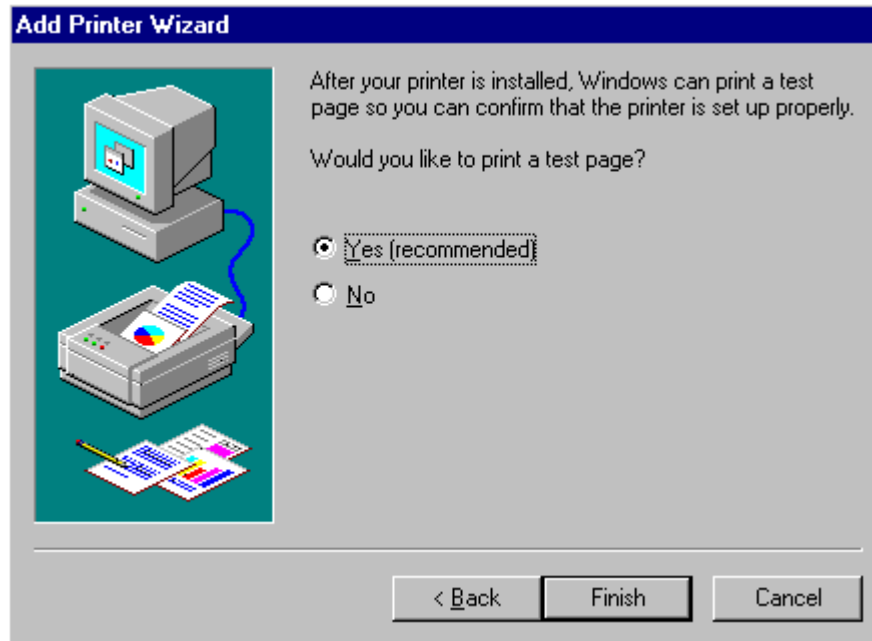 Add Printer Wizard
After your printer is installed, Windows can print a test
page so you can confirm that the printer is set up properly.
Would you like to print a test page?
Yes (recommended)
No
< Back
Finish
Cancel